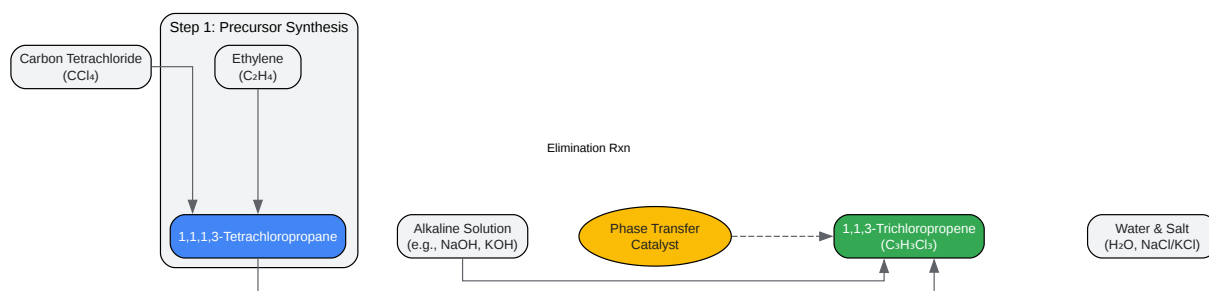 Step 1: Precursor Synthesis
Carbon Tetrachloride
(CCl₄)
Ethylene
(C₂H₄)
Elimination Rxn
1,1,1,3-Tetrachloropropane
Alkaline Solution
(e.g., NaOH, KOH)
Phase Transfer
Catalyst
1,1,3-Trichloropropene
(C₃H₃Cl₃)
Water & Salt
(H₂O, NaCl/KCl)